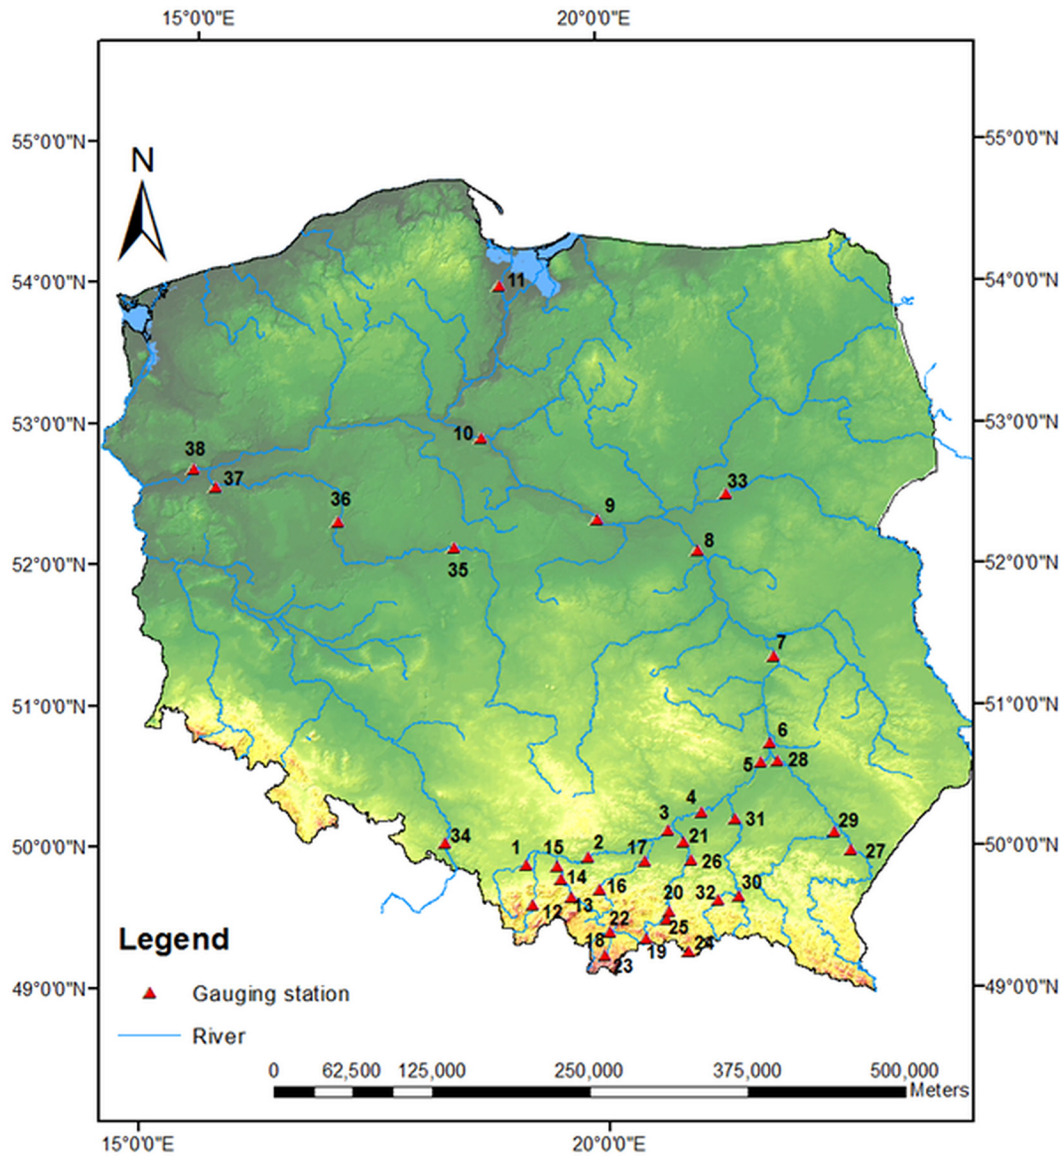 15°0'0"E 20°0'0"E
55°0'0"N 55°0'0"N
N
54°0'0"N 11 54°0'0"N
53°0'0"N 10 53°0'0"N
38 37 33
36 9
8
52°0'0"N 35 52°0'0"N
7
51°0'0"N 51°0'0"N
6
5 28
4
3 31 29
50°0'0"N 34 1 15 2 17 21 50°0'0"N
14 26 27
16 20 32 30
12 13 22 25
18 19 24
23
Legend
49°0'0"N Gauging station 49°0'0"N
River
0 62,500 125,000 250,000 375,000 500,000
Meters
15°0'0"E 20°0'0"E